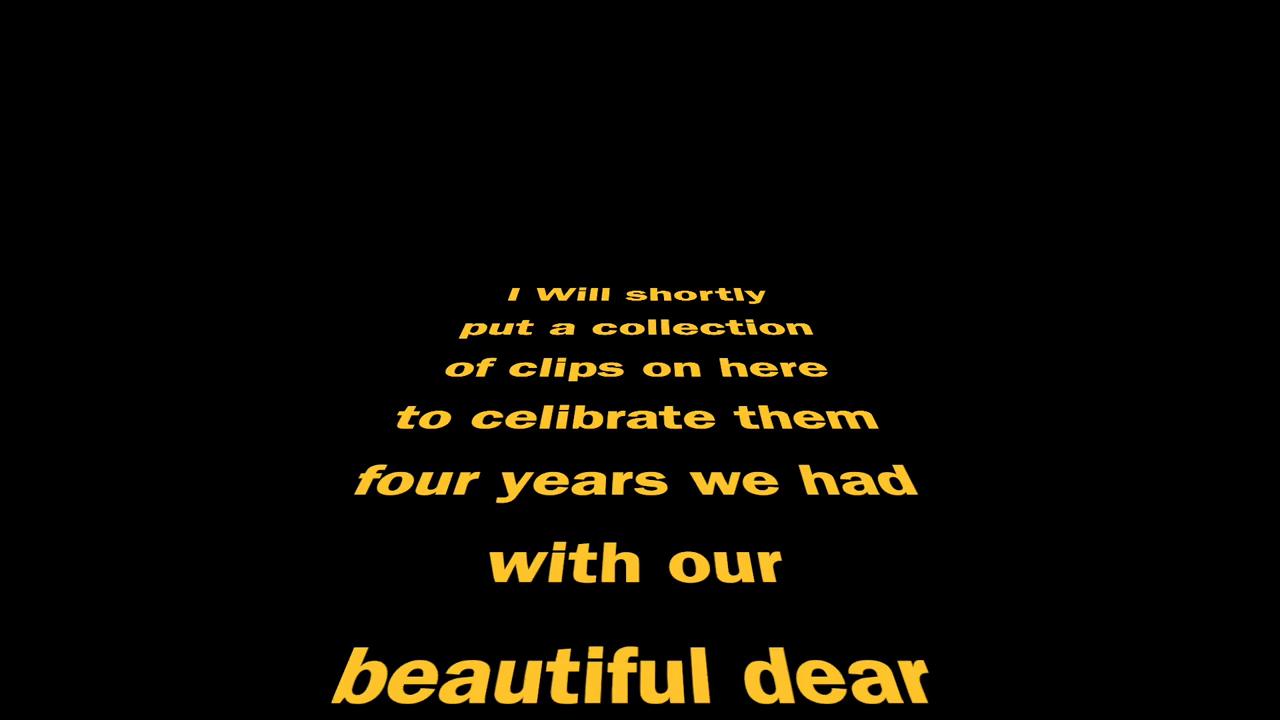 I Will shortly
put a collection
of clips on here
to celibrate them
four years we had
with our
beautiful dear